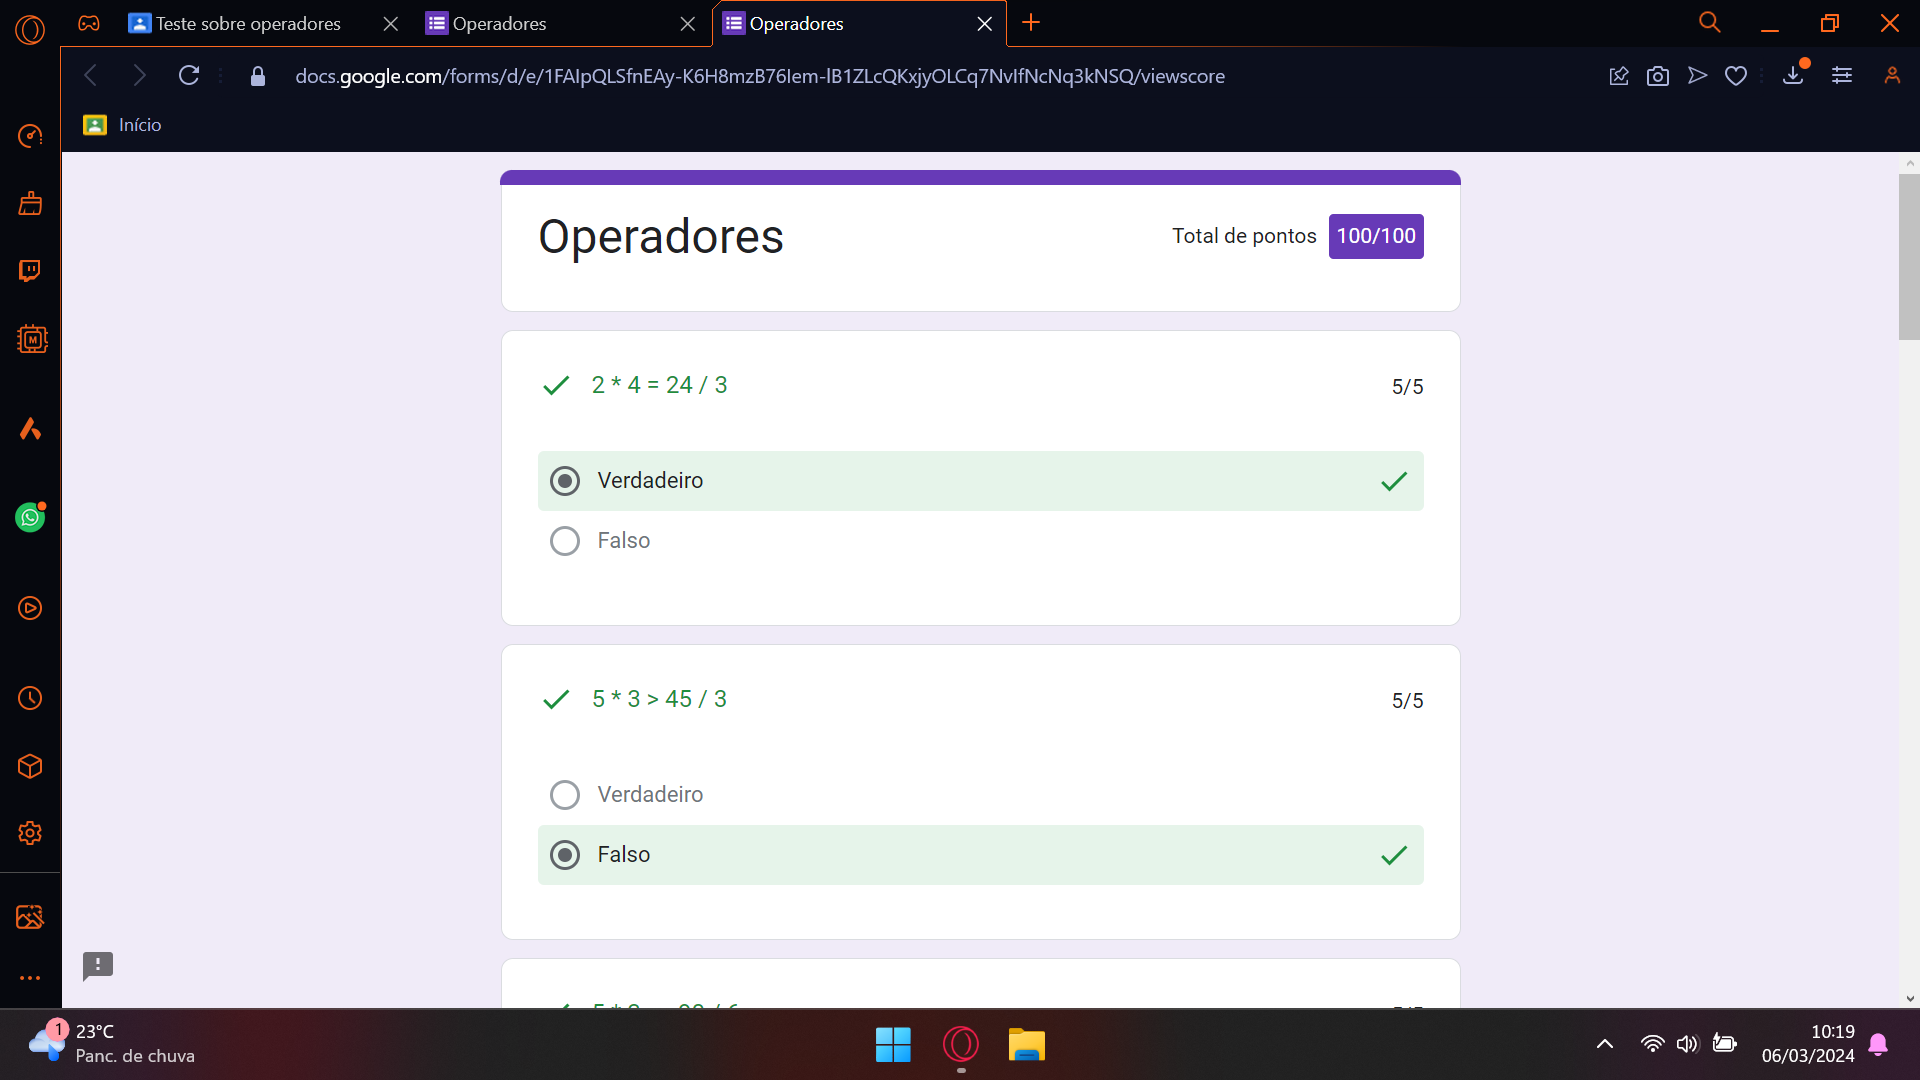 Teste sobre operadores
Operadores
Operadores
docs.google.com/forms/d/e/1FAIpQLSfnEAy-K6H8mzB76Iem-lB1ZLcQKxjyOLCq7NvIfNcNq3kNSQ/viewscore
Início
Operadores
Total de pontos 100/100
2 * 4 = 24 / 3
5/5
Verdadeiro
Falso
5 * 3 > 45 / 3
5/5
Verdadeiro
Falso
1
23°C
Panc. de chuva
10:19
06/03/2024